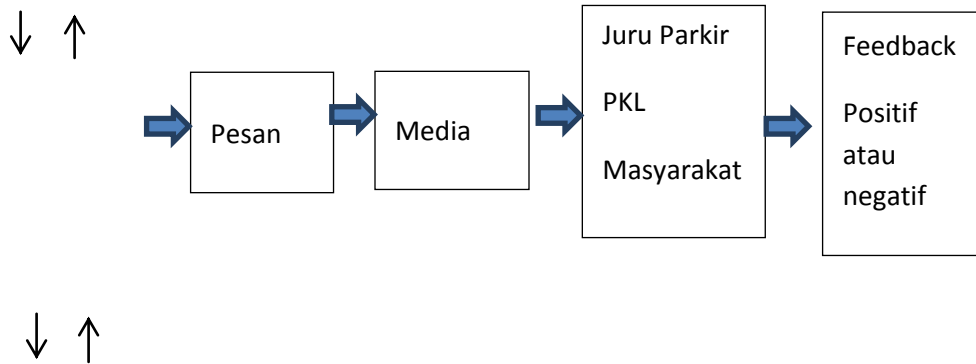 Pesan
Media
Juru Parkir
PKL
Masyarakat
Feedback
Positif
atau
negatif